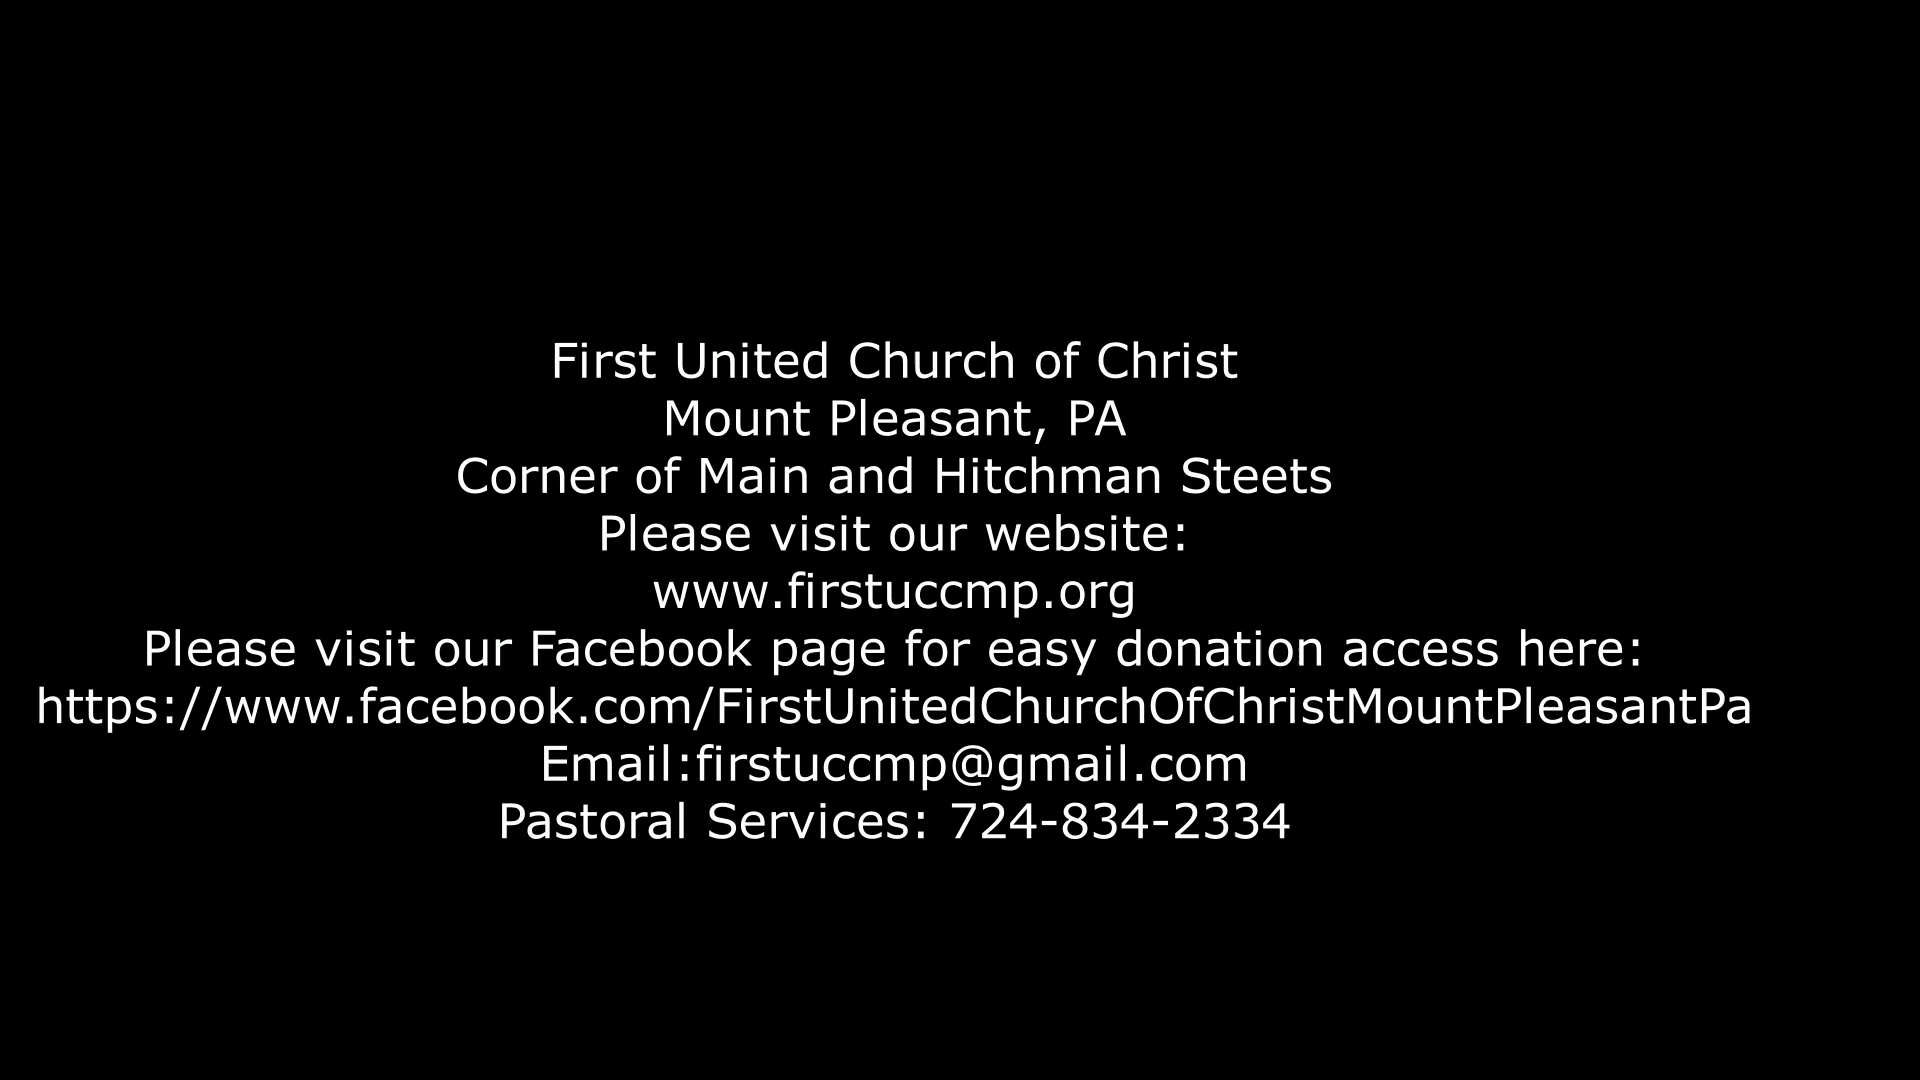 First United Church of Christ
Mount Pleasant, PA
Corner of Main and Hitchman Steets
Please visit our website:
www.firstuccmp.org
Please visit our Facebook page for easy donation access here:
https://www.facebook.com/FirstUnitedChurchOfChristMountPleasantPa
Email:firstuccmp@gmail.com
Pastoral Services: 724-834-2334